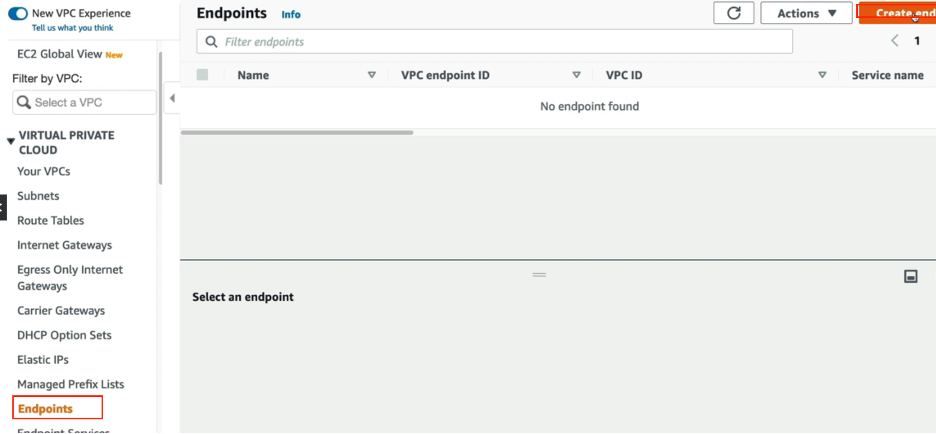 New VPC Experience
Tell us what you think
EC2 Global View New
Filter by VPC:
Select a VPC
VIRTUAL PRIVATE
CLOUD
Your VPCs
Subnets
Route Tables
Internet Gateways
Egress Only Internet
Gateways
Carrier Gateways
DHCP Option Sets
Elastic IPs
Managed Prefix Lists
Endpoints
Endpoint Services
Endpoints Info
Actions
Create end
Filter endpoints
1
Name VPC endpoint ID VPC ID Service name
No endpoint found
Select an endpoint